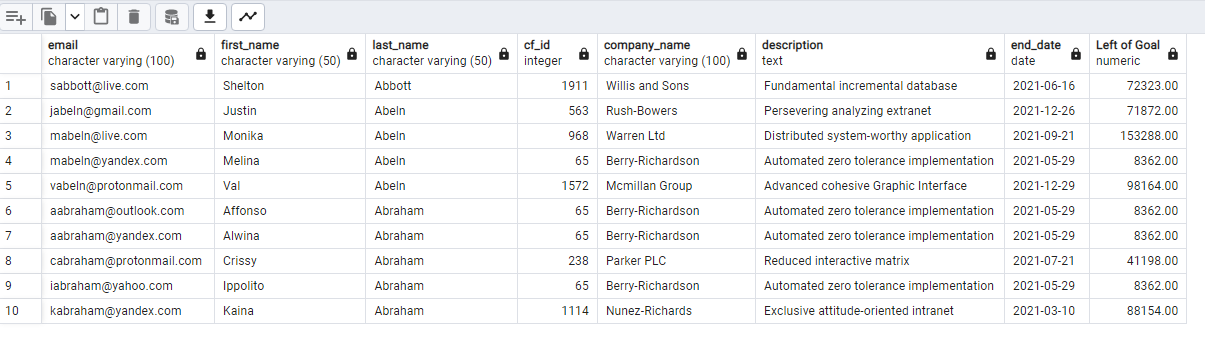 email first_name last_name cf_id company_name description end_date Left of Goal
character varying (100) character varying (50) character varying (50) integer character varying (100) text date numeric
1 sabbott@live.com Shelton Abbott 1911 Willis and Sons Fundamental incremental database 2021-06-16 72323.00
2 jabeln@gmail.com Justin Abeln 563 Rush-Bowers Persevering analyzing extranet 2021-12-26 71872.00
3 mabeln@live.com Monika Abeln 968 Warren Ltd Distributed system-worthy application 2021-09-21 153288.00
4 mabeln@yandex.com Melina Abeln 65 Berry-Richardson Automated zero tolerance implementation 2021-05-29 8362.00
5 vabeln@protonmail.com Val Abeln 1572 Mcmillan Group Advanced cohesive Graphic Interface 2021-12-29 98164.00
6 aabraham@outlook.com Affonso Abraham 65 Berry-Richardson Automated zero tolerance implementation 2021-05-29 8362.00
7 aabraham@yandex.com Alwina Abraham 65 Berry-Richardson Automated zero tolerance implementation 2021-05-29 8362.00
8 cabraham@protonmail.com Crissy Abraham 238 Parker PLC Reduced interactive matrix 2021-07-21 41198.00
9 iabraham@yahoo.com Ippolito Abraham 65 Berry-Richardson Automated zero tolerance implementation 2021-05-29 8362.00
10 kabraham@yandex.com Kaina Abraham 1114 Nunez-Richards Exclusive attitude-oriented intranet 2021-03-10 88154.00